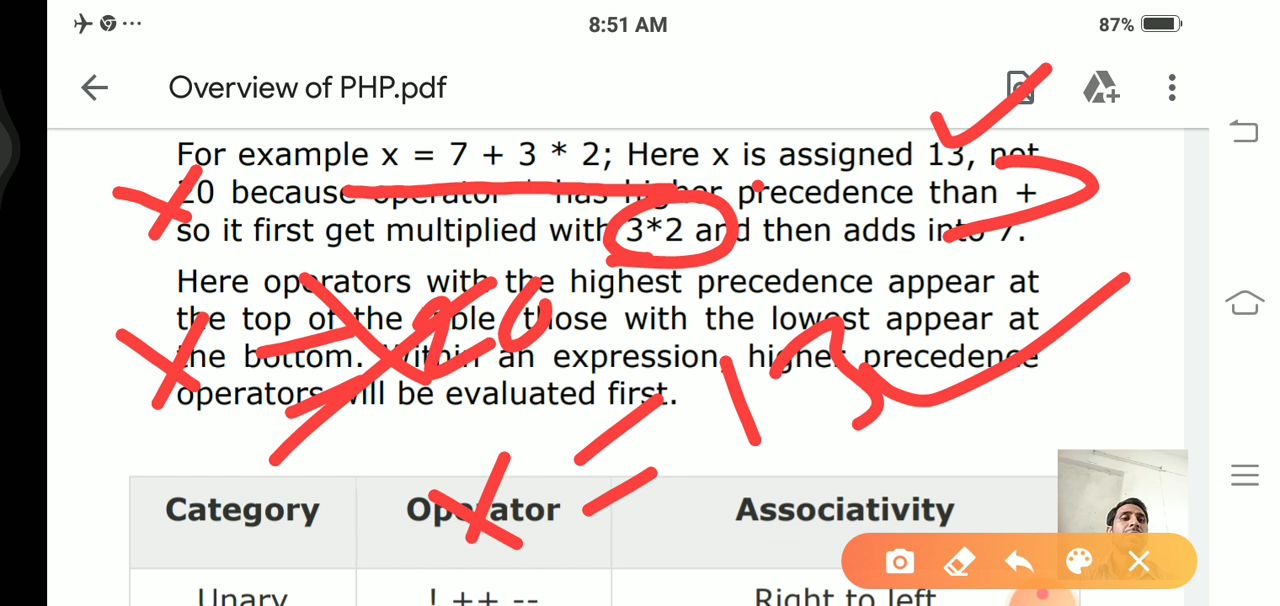 8:51 AM
87%
Overview of PHP.pdf
For example x = 7 + 3 * 2; Here x is assigned 13, not
20 because operator * has higher precedence than +
so it first get multiplied with 3*2 and then adds into 7.
Here operators with the highest precedence appear at
the top of the table, those with the lowest appear at
the bottom. Within an expression, higher precedence
operators will be evaluated first.
x = 20
x = 13
Category Operator Associativity
Unary ! ++ -- Right to left